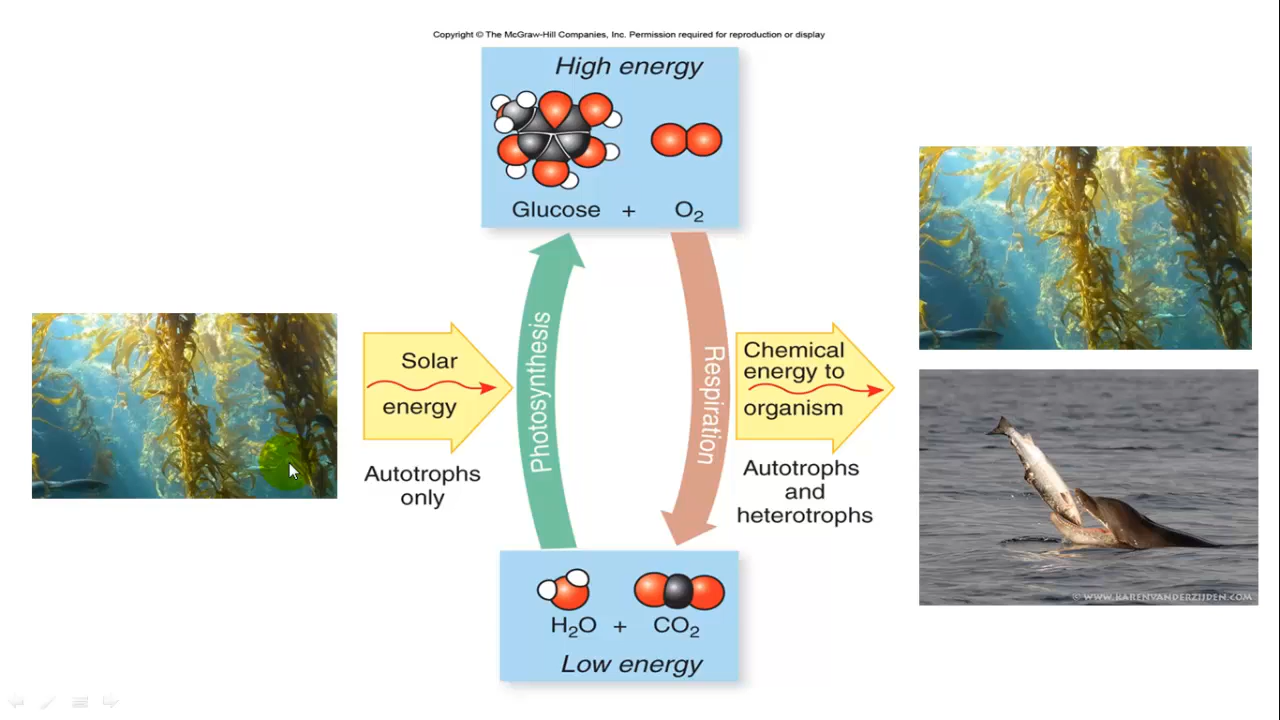 Copyright © The McGraw-Hill Companies, Inc. Permission required for reproduction or display
High energy
Glucose + O₂
Solar
energy
Autotrophs
only
Photosynthesis
Respiration
Chemical
energy to
organism
Autotrophs
and
heterotrophs
H₂O + CO₂
Low energy
© WWW.KARENVANDERZIJDEN.COM